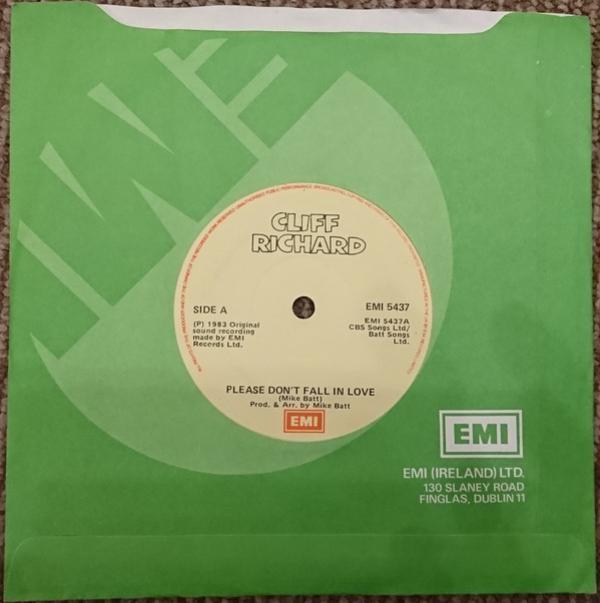 CLIFF
RICHARD
SIDE A
(P) 1983 Original
sound recording
made by EMI
Records Ltd.
EMI 5437
EMI 5437A
CBS Songs Ltd/
Batt Songs
Ltd.
PLEASE DON'T FALL IN LOVE
(Mike Batt)
Prod. & Arr. by Mike Batt
EMI
EMI
EMI (IRELAND) LTD.
130 SLANEY ROAD
FINGLAS, DUBLIN 11